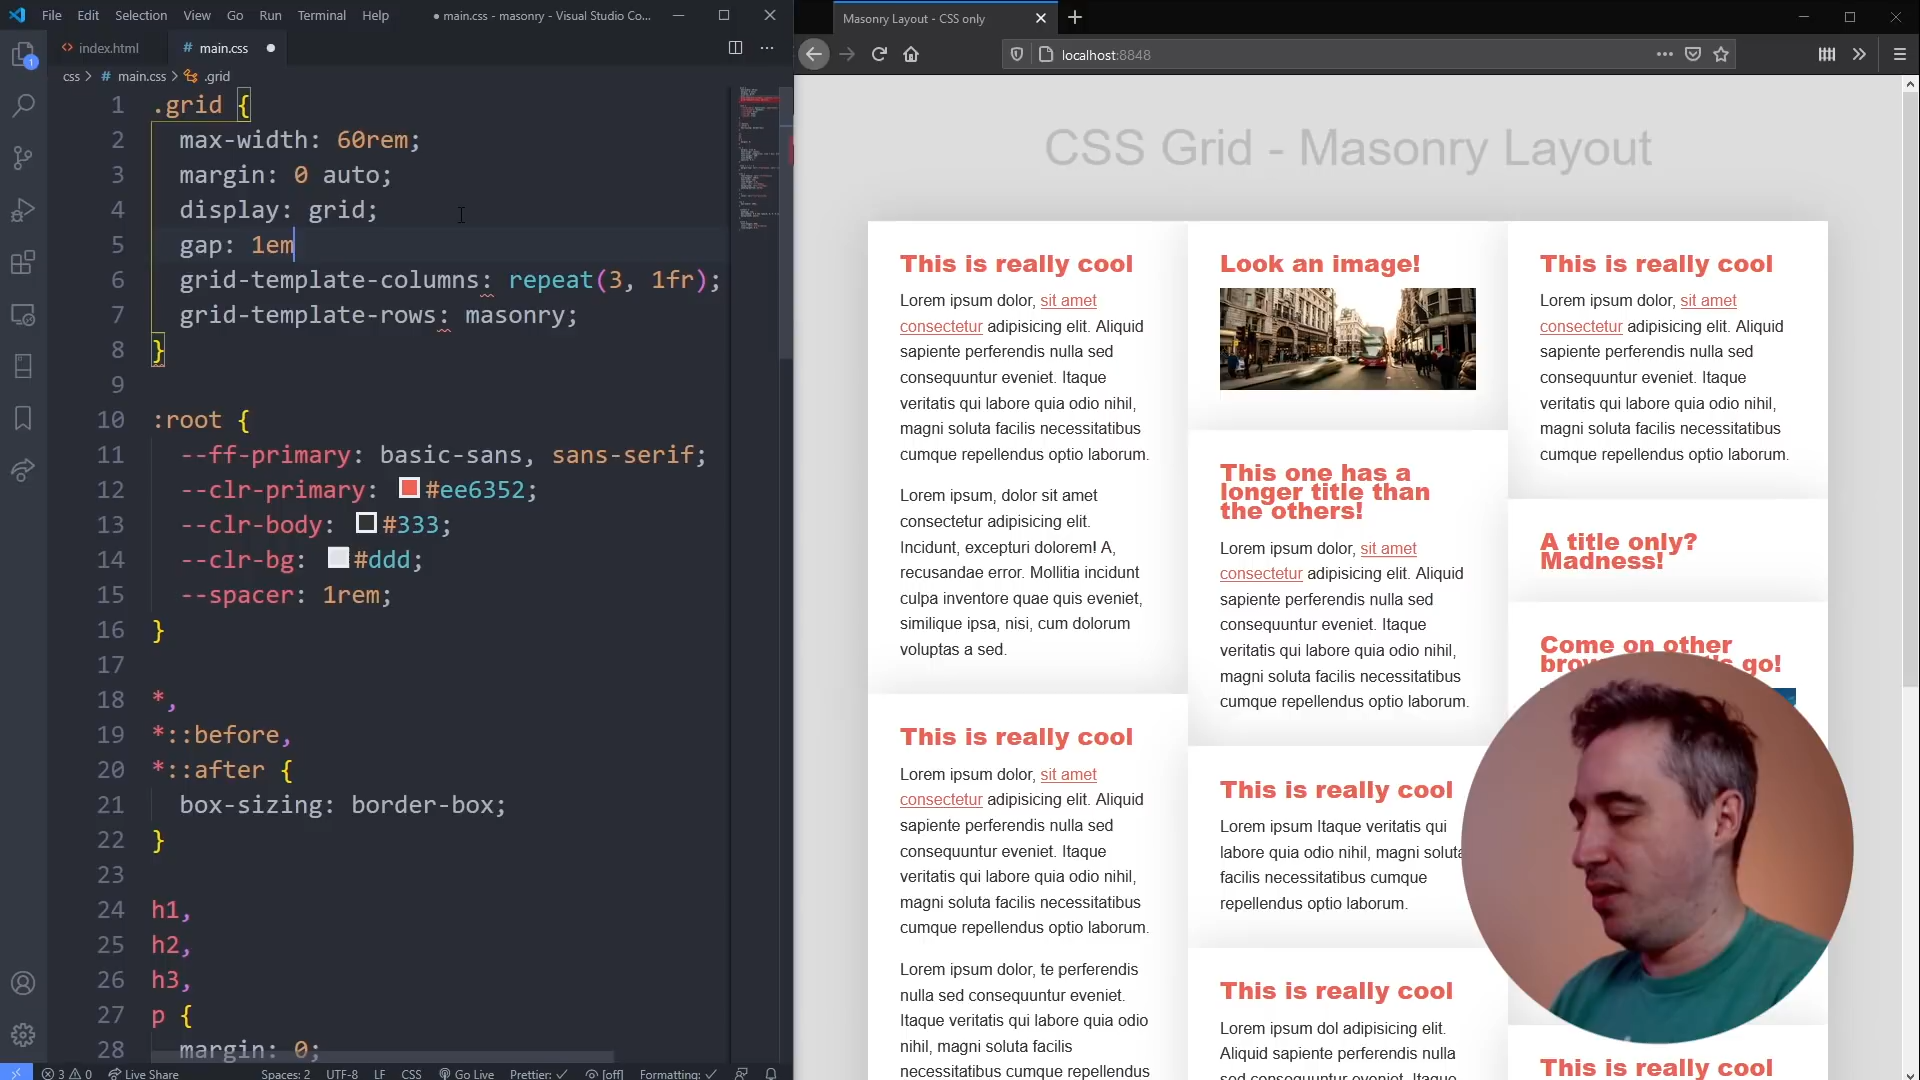 File Edit Selection View Go Run Terminal Help
● main.css - masonry - Visual Studio Co...
index.html
# main.css
css > # main.css > .grid
1 .grid {
2 max-width: 60rem;
3 margin: 0 auto;
4 display: grid;
5 gap: 1em
6 grid-template-columns: repeat(3, 1fr);
7 grid-template-rows: masonry;
8 }
9
10 :root {
11 --ff-primary: basic-sans, sans-serif;
12 --clr-primary: #ee6352;
13 --clr-body: #333;
14 --clr-bg: #ddd;
15 --spacer: 1rem;
16 }
17
18 *,
19 *::before,
20 *::after {
21 box-sizing: border-box;
22 }
23
24 h1,
25 h2,
26 h3,
27 p {
28 margin: 0;
1
3 0 Live Share Spaces: 2 UTF-8 LF CSS Go Live Prettier: ✓ [off] Formatting: ✓
Masonry Layout - CSS only
localhost:8848
CSS Grid - Masonry Layout
This is really cool
Lorem ipsum dolor, sit amet
consectetur adipisicing elit. Aliquid
sapiente perferendis nulla sed
consequuntur eveniet. Itaque
veritatis qui labore quia odio nihil,
magni soluta facilis necessitatibus
cumque repellendus optio laborum.
Lorem ipsum, dolor sit amet
consectetur adipisicing elit.
Incidunt, excepturi dolorem! A,
recusandae error. Mollitia incidunt
culpa inventore quae quis eveniet,
similique ipsa, nisi, cum dolorum
voluptas a sed.
This is really cool
Lorem ipsum dolor, sit amet
consectetur adipisicing elit. Aliquid
sapiente perferendis nulla sed
consequuntur eveniet. Itaque
veritatis qui labore quia odio nihil,
magni soluta facilis necessitatibus
cumque repellendus optio laborum.
Lorem ipsum dolor, te perferendis
nulla sed consequuntur eveniet.
Itaque veritatis qui labore quia odio
nihil, magni soluta facilis
necessitatibus cumque repellendus
Look an image!
This one has a
longer title than
the others!
Lorem ipsum dolor, sit amet
consectetur adipisicing elit. Aliquid
sapiente perferendis nulla sed
consequuntur eveniet. Itaque
veritatis qui labore quia odio nihil,
magni soluta facilis necessitatibus
cumque repellendus optio laborum.
This is really cool
Lorem ipsum Itaque veritatis qui
labore quia odio nihil, magni soluta
facilis necessitatibus cumque
repellendus optio laborum.
This is really cool
Lorem ipsum dol adipisicing elit.
Aliquid sapiente perferendis nulla
sed consequuntur eveniet. Itaque
This is really cool
Lorem ipsum dolor, sit amet
consectetur adipisicing elit. Aliquid
sapiente perferendis nulla sed
consequuntur eveniet. Itaque
veritatis qui labore quia odio nihil,
magni soluta facilis necessitatibus
cumque repellendus optio laborum.
A title only?
Madness!
Come on other
go!
This is really cool